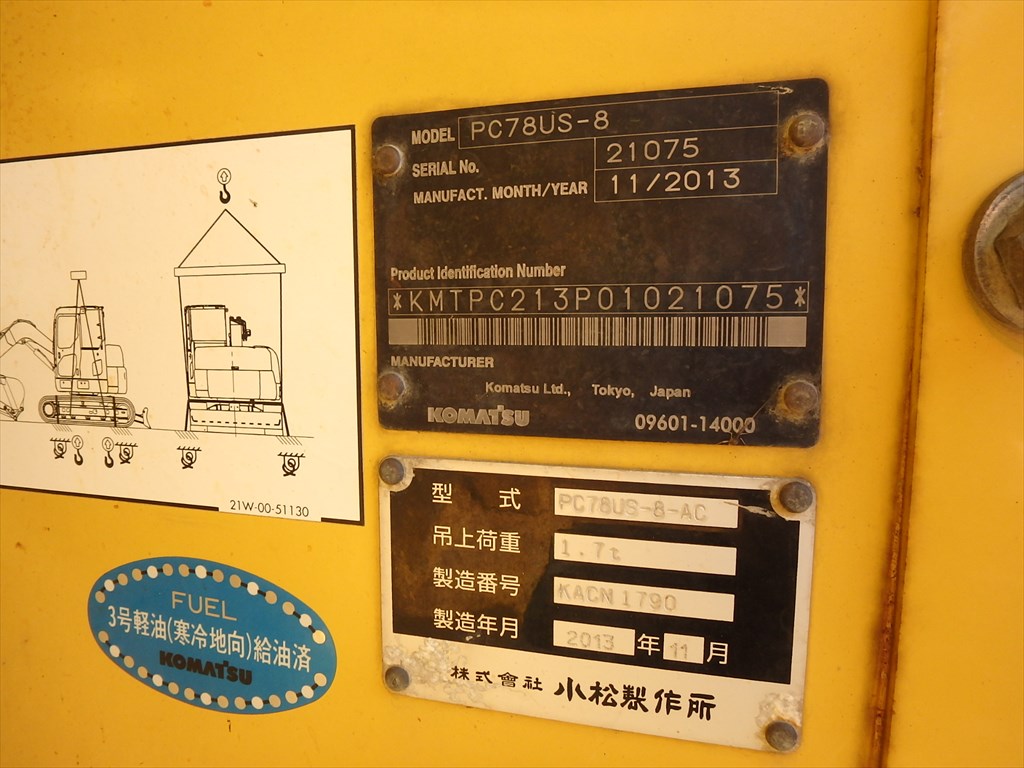 MODEL PC78US-8
SERIAL No. 21075
MANUFACT. MONTH/YEAR 11/2013
Product Identification Number
*KMTPC213P01021075*
MANUFACTURER
Komatsu Ltd., Tokyo, Japan
KOMATSU 09601-14000
21W-00-51130
型 式 PC78US-8-AC
吊上荷重 1.7t
製造番号 KACN1790
製造年月 2013 年 11 月
株式會社 小松製作所
FUEL
3号軽油(寒冷地向)給油済
KOMATSU